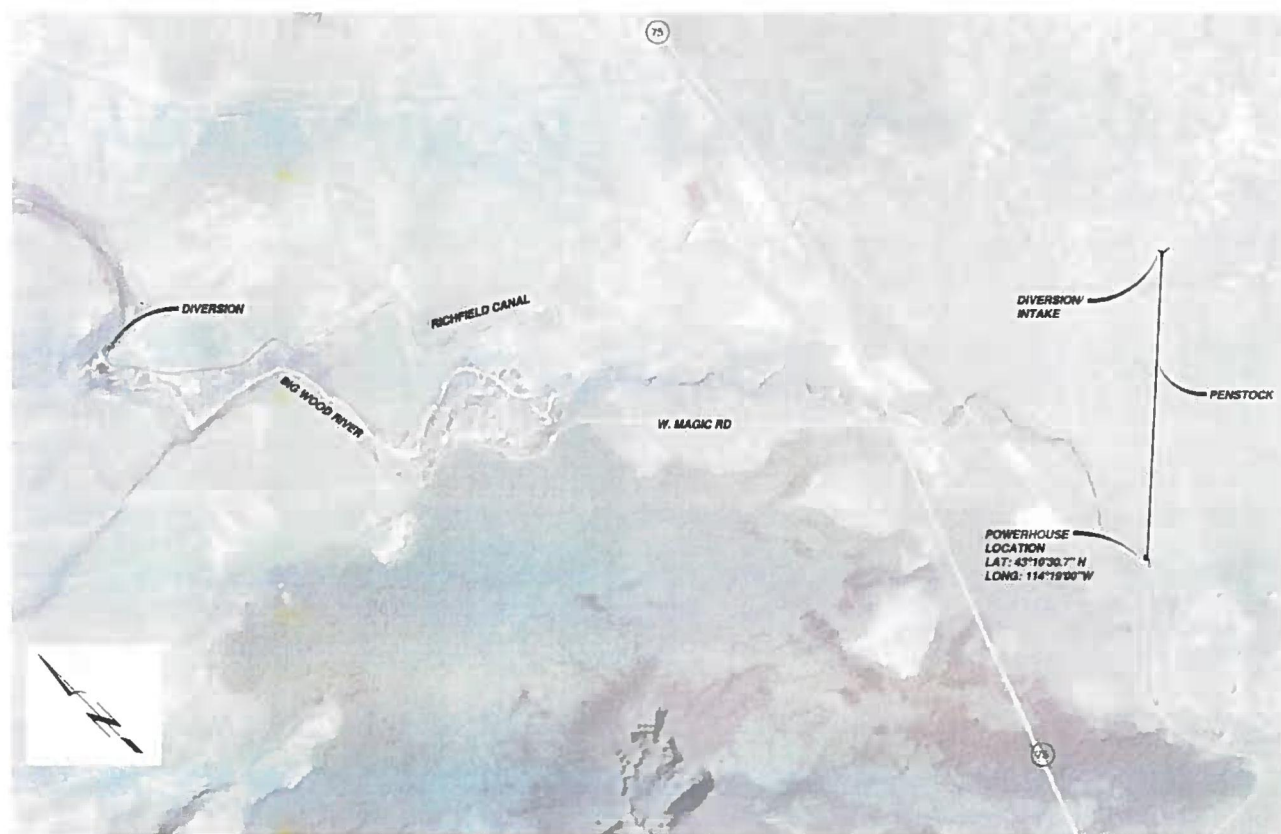 75
DIVERSION
RICHFIELD CANAL
DIVERSION/
INTAKE
BIG WOOD RIVER
PENSTOCK
W. MAGIC RD
POWERHOUSE
LOCATION
LAT: 43°10'30.7" N
LONG: 114°19'00"W
N
75